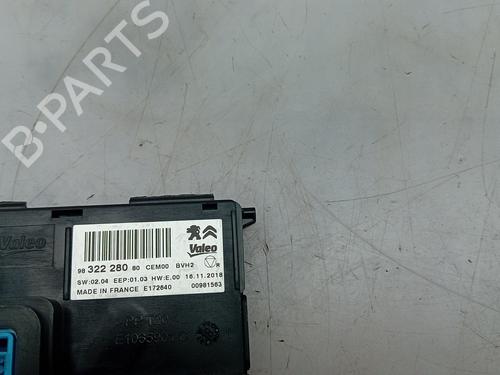 B-PARTS
Valeo
98 322 280 80 CEM00 BVH2 R
SW:02.04 EEP:01.03 HW:E.00 16.11.2018
MADE IN FRANCE E172640 00981563
Valeo